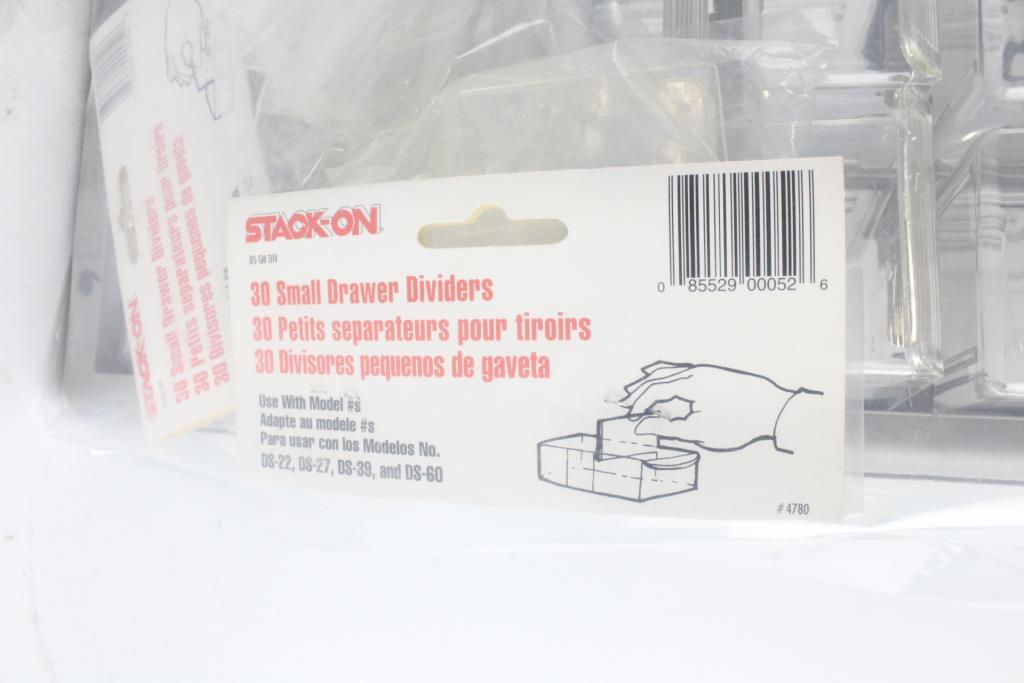 STACK-ON
DS-SM DIV
30 Small Drawer Dividers
30 Petits separateurs pour tiroirs
30 Divisores pequenos de gaveta
Use With Model #s
Adapte au modele #s
Para usar con los Modelos No.
DS-22, DS-27, DS-39, and DS-60
0 85529 00052 6
# 4780
STACK-ON
30 Small Drawer Dividers
30 Petits separateurs pour tiroirs
30 Divisores pequenos de gaveta